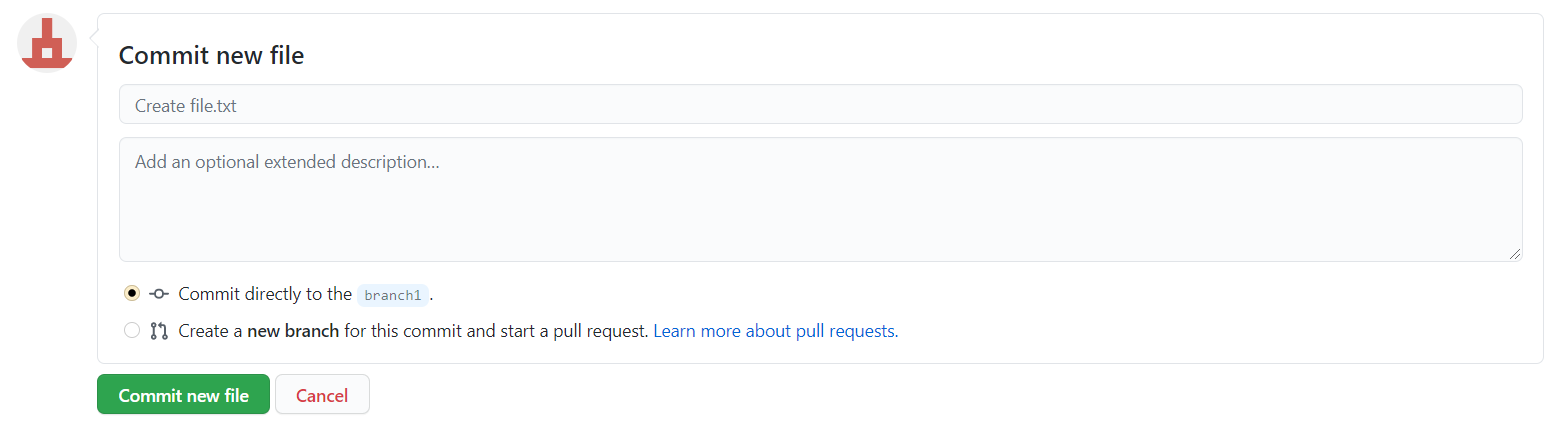 Commit new file
Create file.txt
Add an optional extended description…
Commit directly to the branch1 .
Create a new branch for this commit and start a pull request. Learn more about pull requests.
Commit new file
Cancel